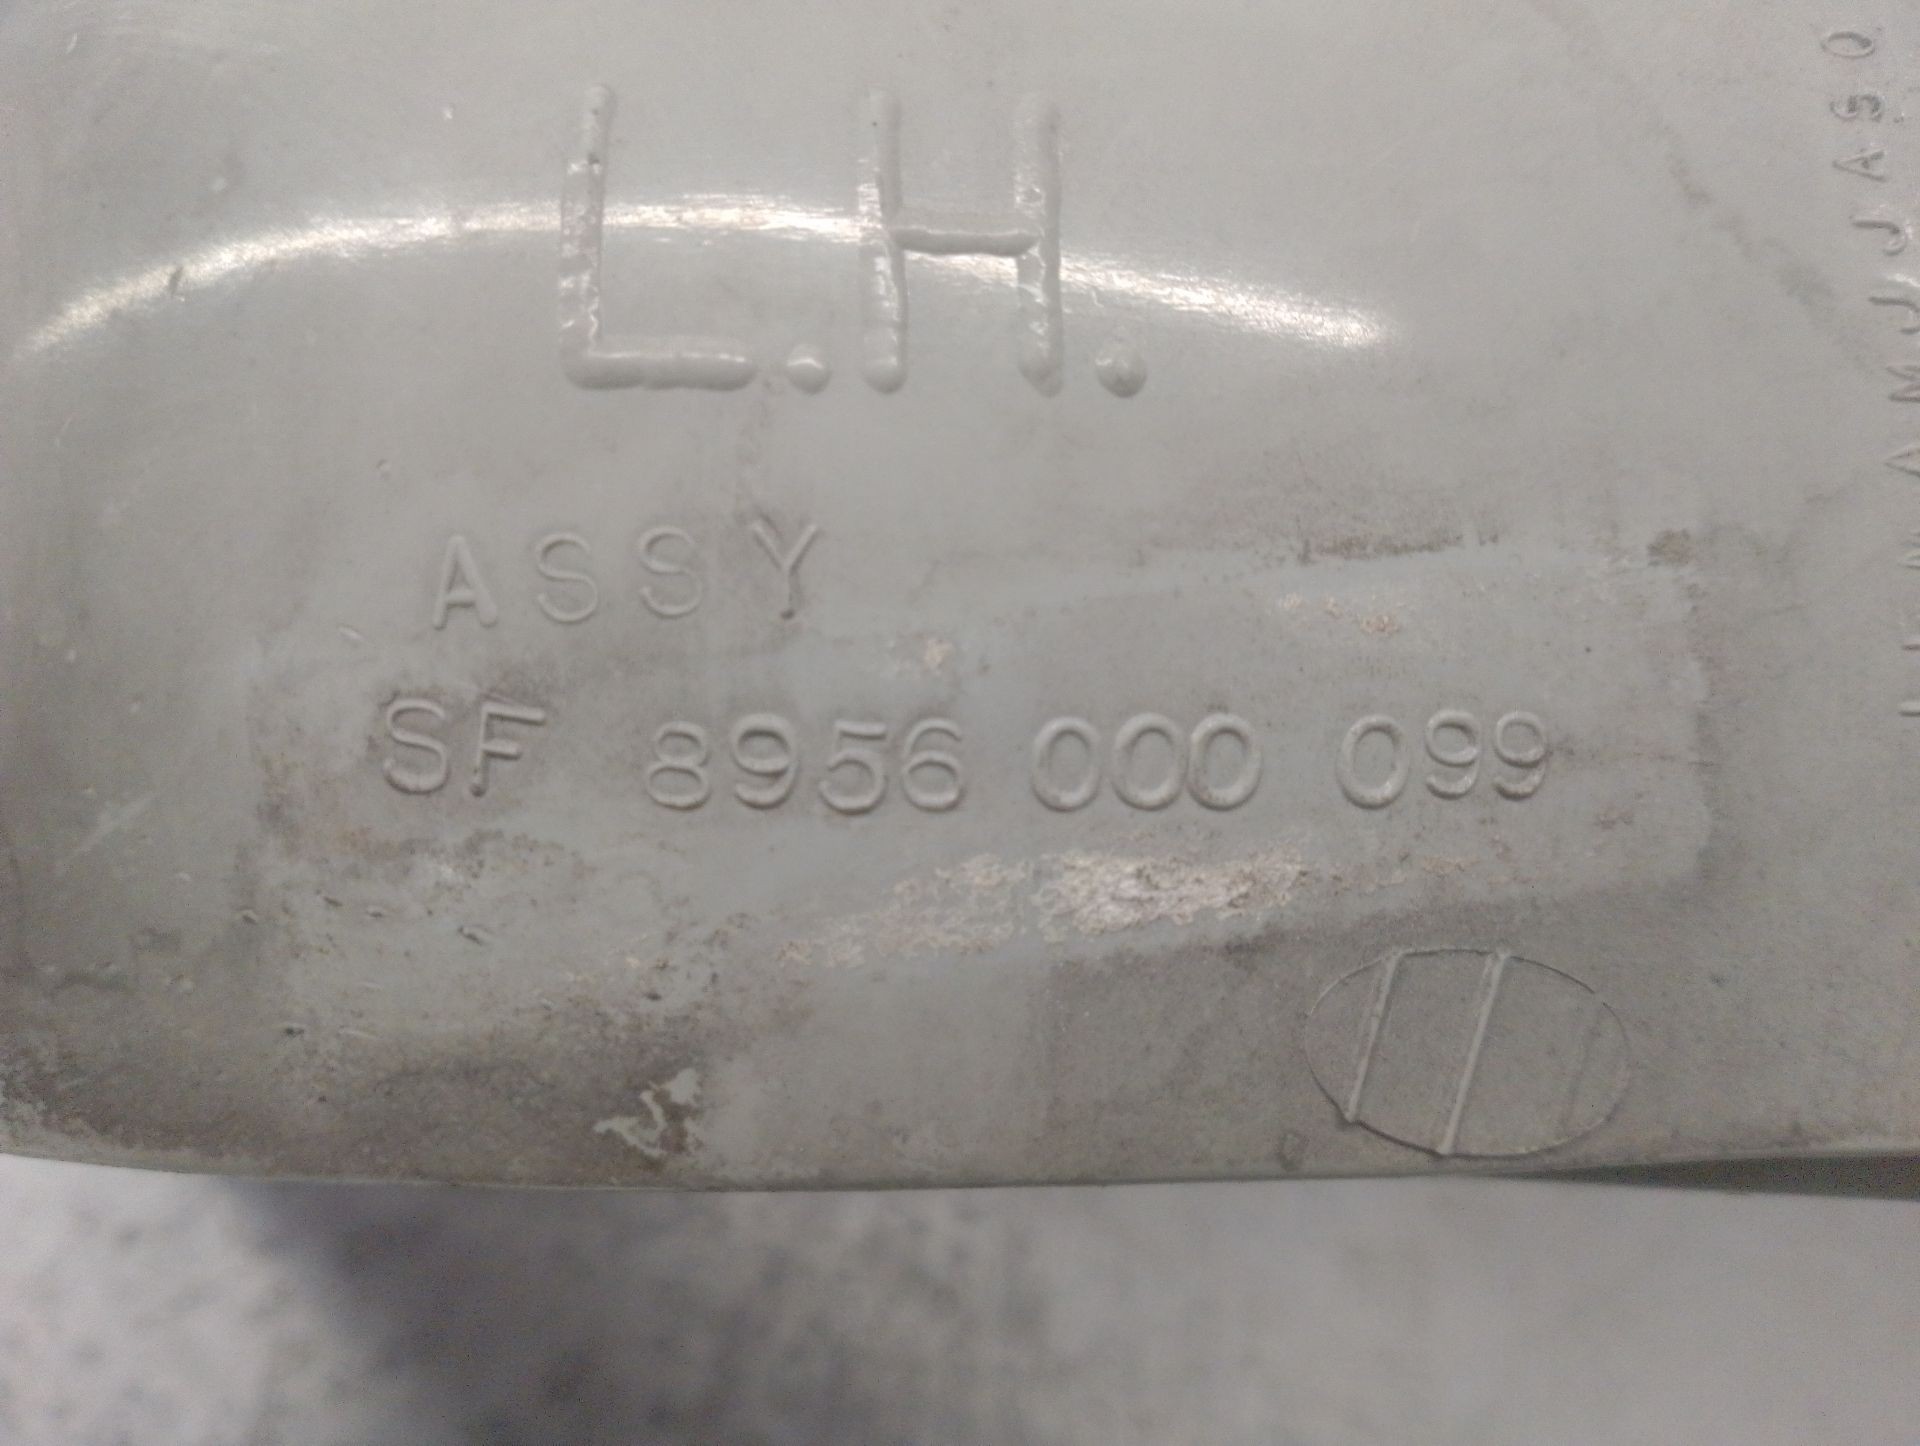 L.H.
ASSY
SF 8956 000 099
J F M A M J J A S O